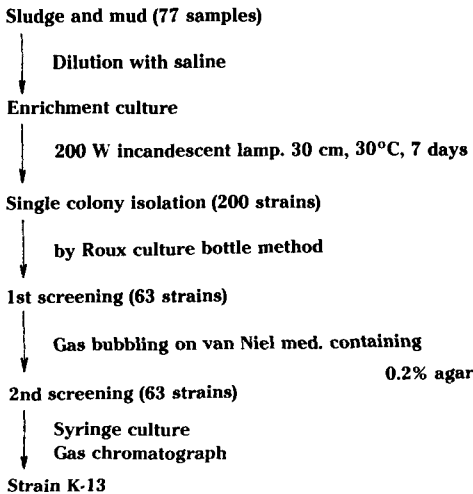 Sludge and mud (77 samples)
Dilution with saline
Enrichment culture
200 W incandescent lamp. 30 cm, 30°C, 7 days
Single colony isolation (200 strains)
by Roux culture bottle method
1st screening (63 strains)
Gas bubbling on van Niel med. containing
0.2% agar
2nd screening (63 strains)
Syringe culture
Gas chromatograph
Strain K-13